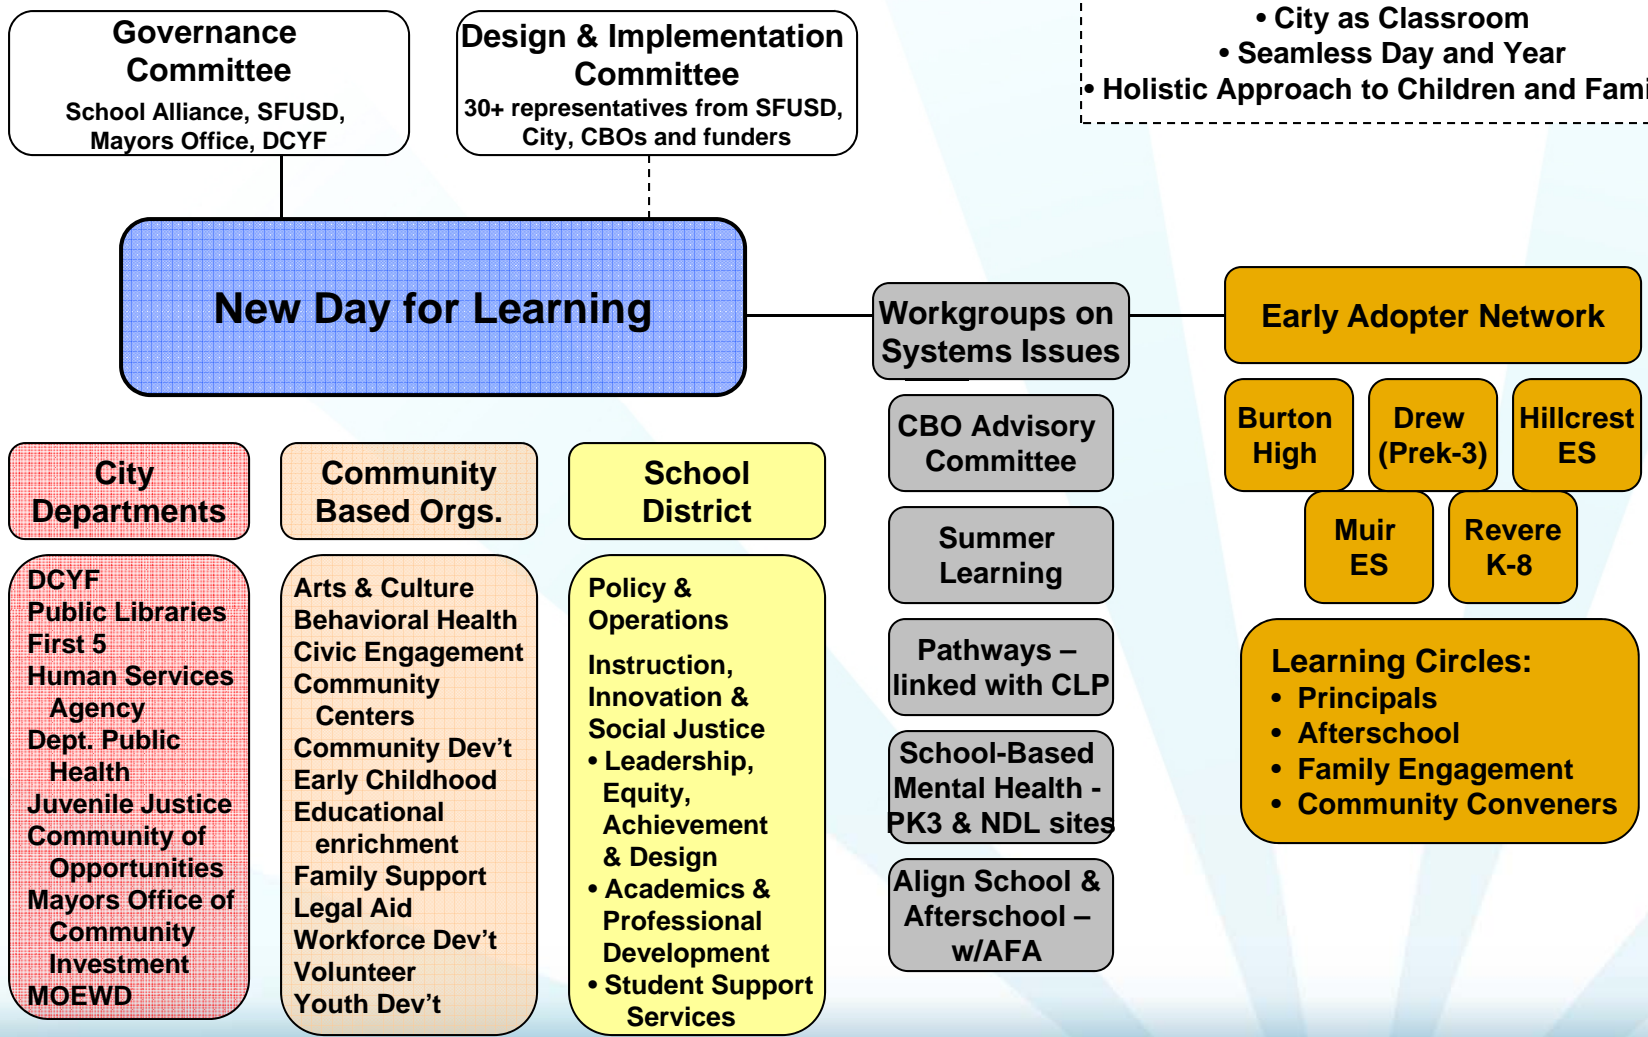 Governance
Committee
School Alliance, SFUSD,
Mayors Office, DCYF
Design & Implementation
Committee
30+ representatives from SFUSD,
City, CBOs and funders
• City as Classroom
• Seamless Day and Year
• Holistic Approach to Children and Fami
New Day for Learning
Workgroups on
Systems Issues
Early Adopter Network
City
Departments
DCYF
Public Libraries
First 5
Human Services
Agency
Dept. Public
Health
Juvenile Justice
Community of
Opportunities
Mayors Office of
Community
Investment
MOEWD
Community
Based Orgs.
Arts & Culture
Behavioral Health
Civic Engagement
Community
Centers
Community Dev't
Early Childhood
Educational
enrichment
Family Support
Legal Aid
Workforce Dev't
Volunteer
Youth Dev't
School
District
Policy &
Operations
Instruction,
Innovation &
Social Justice
• Leadership,
Equity,
Achievement
& Design
• Academics &
Professional
Development
• Student Support
Services
CBO Advisory
Committee
Summer
Learning
Pathways –
linked with CLP
School-Based
Mental Health -
PK3 & NDL sites
Align School &
Afterschool –
w/AFA
Burton
High
Drew
(Prek-3)
Hillcrest
ES
Muir
ES
Revere
K-8
Learning Circles:
• Principals
• Afterschool
• Family Engagement
• Community Conveners